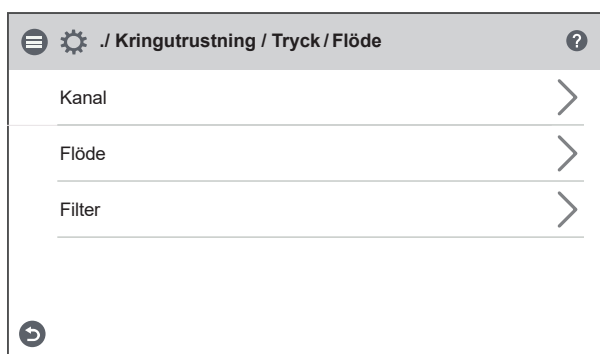 ./ Kringutrustning / Tryck / Flöde ?
Kanal
Flöde
Filter